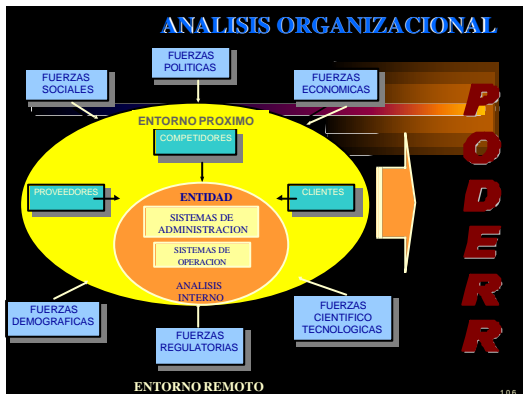 ANALISIS ORGANIZACIONAL
FUERZAS
POLITICAS
FUERZAS
SOCIALES
FUERZAS
ECONOMICAS
ENTORNO PROXIMO
COMPETIDORES
PROVEEDORES
CLIENTES
ENTIDAD
SISTEMAS DE
ADMINISTRACION
SISTEMAS DE
OPERACION
ANALISIS
INTERNO
FUERZAS
DEMOGRAFICAS
FUERZAS
REGULATORIAS
FUERZAS
CIENTIFICO
TECNOLOGICAS
ENTORNO REMOTO
P
O
D
E
R
R
106